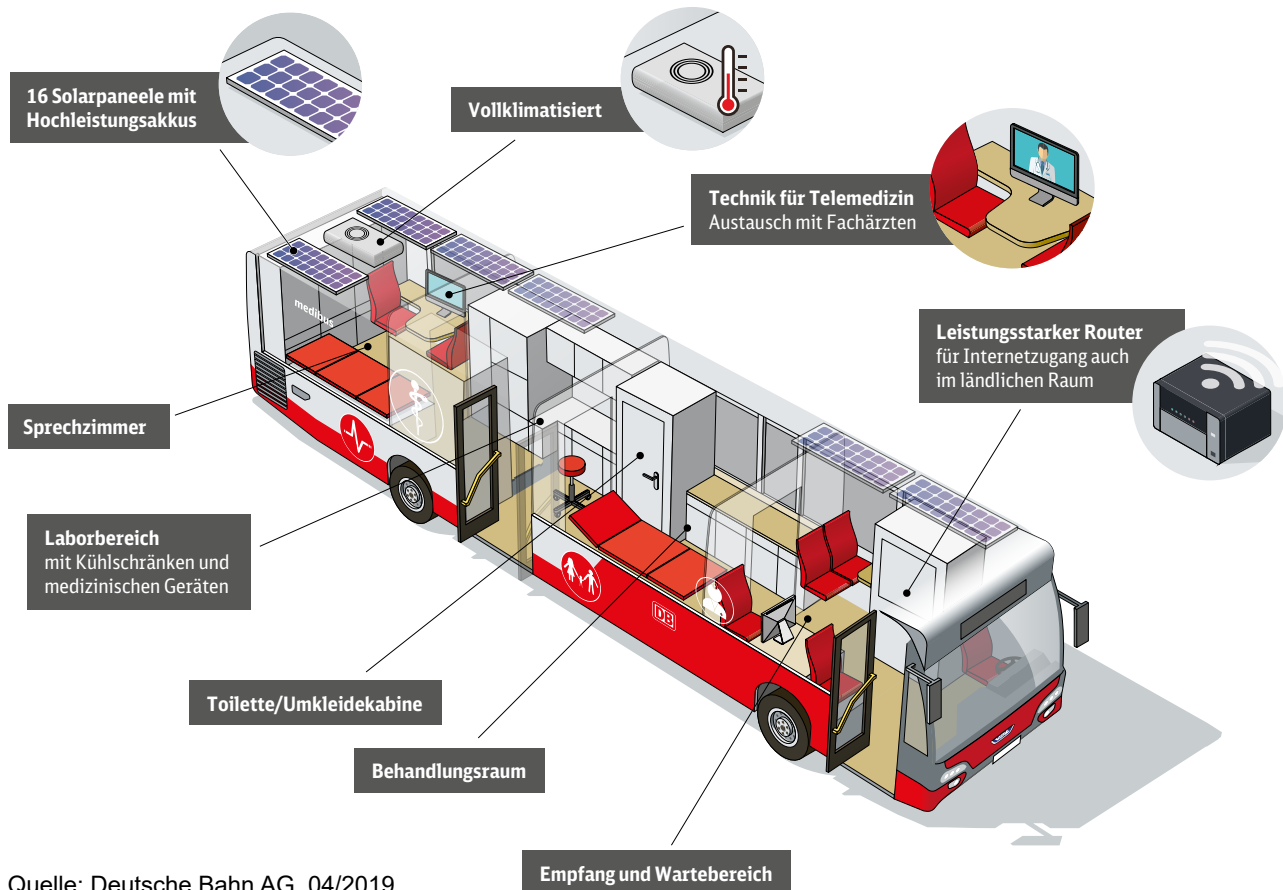 16 Solarpaneele mit
Hochleistungsakkus
Vollklimatisiert
Technik für Telemedizin
Austausch mit Fachärzten
Leistungsstarker Router
für Internetzugang auch
im ländlichen Raum
medibus
Sprechzimmer
Laborbereich
mit Kühlschränken und
medizinischen Geräten
DB
Toilette/Umkleidekabine
Behandlungsraum
Empfang und Wartebereich
Quelle: Deutsche Bahn AG, 04/2019